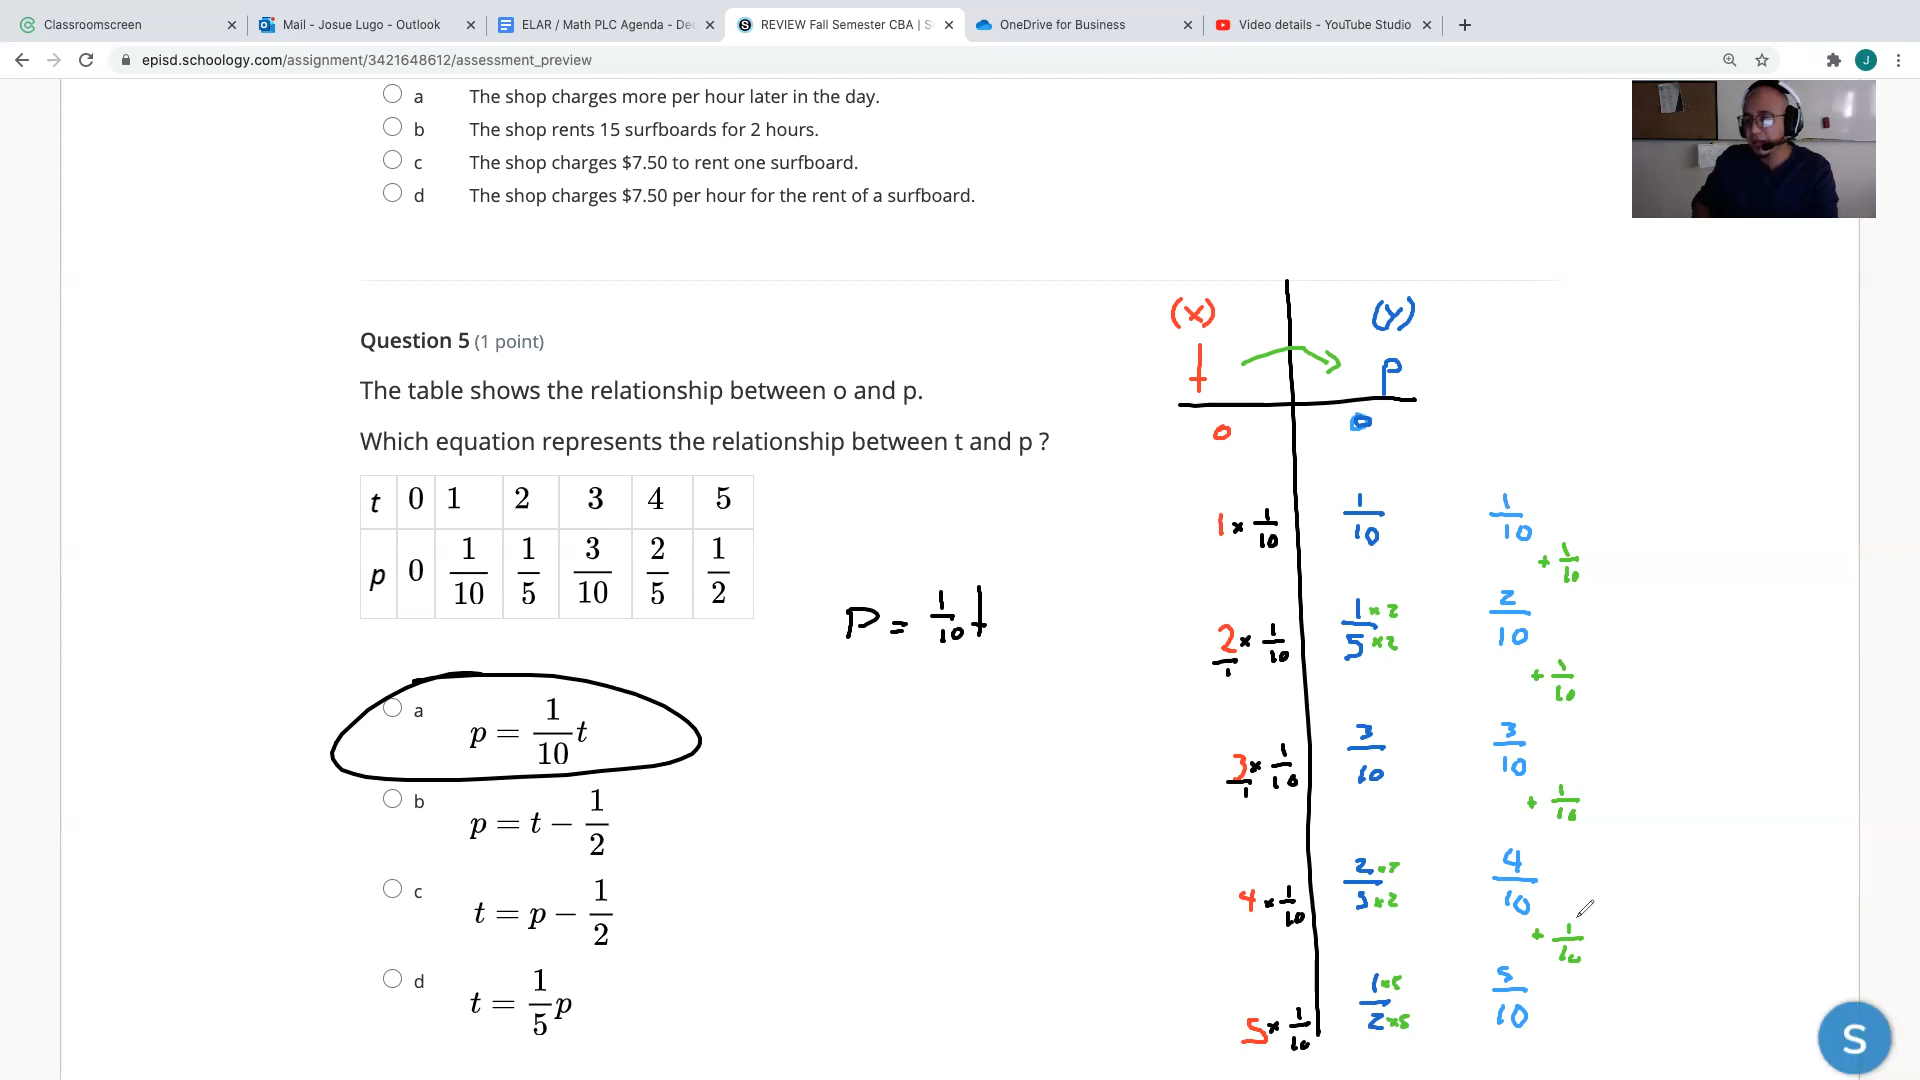 Classroomscreen
Mail - Josue Lugo - Outlook
ELAR / Math PLC Agenda - Dec
REVIEW Fall Semester CBA | S
OneDrive for Business
Video details - YouTube Studio
episd.schoology.com/assignment/3421648612/assessment_preview
J
a The shop charges more per hour later in the day.
b The shop rents 15 surfboards for 2 hours.
c The shop charges $7.50 to rent one surfboard.
d The shop charges $7.50 per hour for the rent of a surfboard.
Question 5 (1 point)
The table shows the relationship between o and p.
Which equation represents the relationship between t and p ?
t 0 1 2 3 4 5
p 0 1/10 1/5 3/10 2/5 1/2
P = 1/10 t
a p = 1/10 t
b p = t − 1/2
c t = p − 1/2
d t = 1/5 p
(x) (y)
t p
0 0
1 × 1/10 1/10 1/10
+ 1/10
2/1 × 1/10 1×2/5×2 2/10
+ 1/10
3/1 × 1/10 3/10 3/10
+ 1/10
4 × 1/10 2·2/5×2 4/10
+ 1/10
5 × 1/10 1×5/2×5 5/10
S